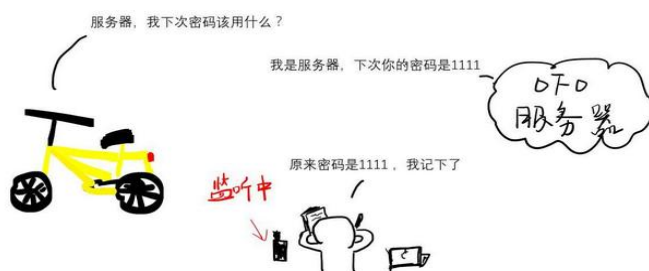 服务器，我下次密码该用什么？
我是服务器，下次你的密码是1111
OFO
服务器
原来密码是1111 ，我记下了
监听中